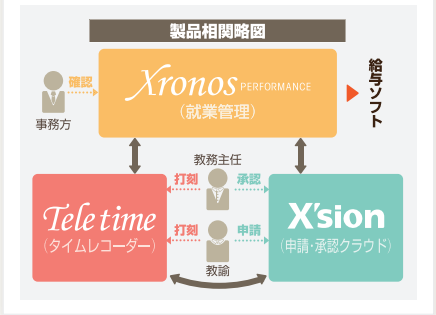 製品相関略図
確認
事務方
Xronos PERFORMANCE
(就業管理)
給与ソフト
教務主任
打刻
承認
Teletime
(タイムレコーダー)
打刻
申請
教諭
X'sion
(申請・承認クラウド)